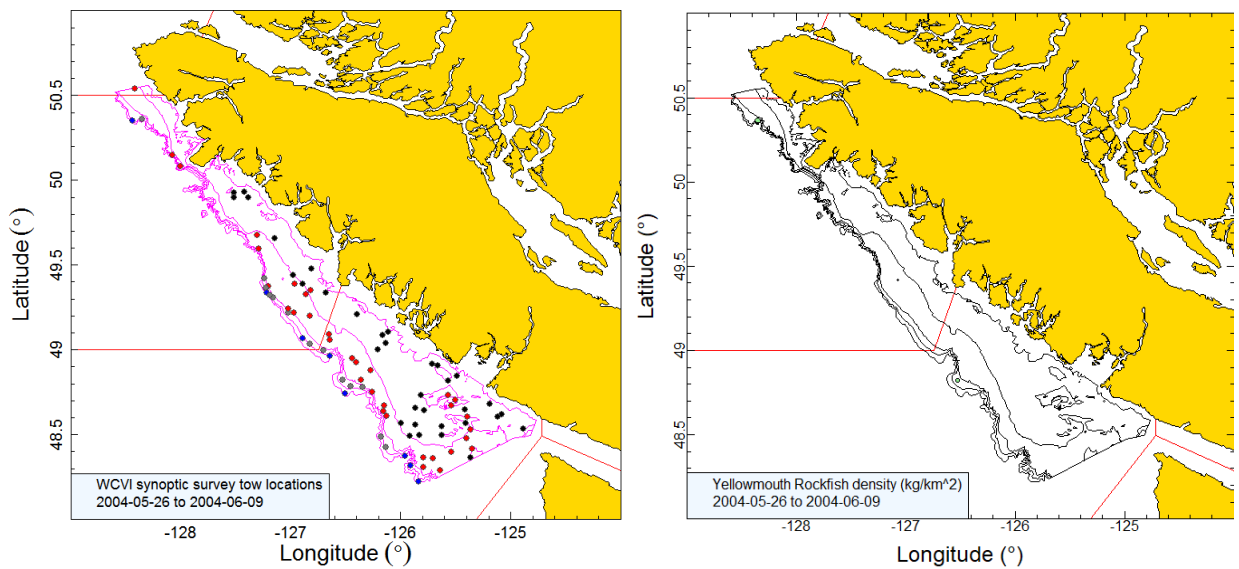 50.5
50
49.5
49
48.5
Latitude (°)
WCVI synoptic survey tow locations
2004-05-26 to 2004-06-09
-128
-127
-126
-125
Longitude (°)
50.5
50
49.5
49
48.5
Latitude (°)
Yellowmouth Rockfish density (kg/km^2)
2004-05-26 to 2004-06-09
-128
-127
-126
-125
Longitude (°)